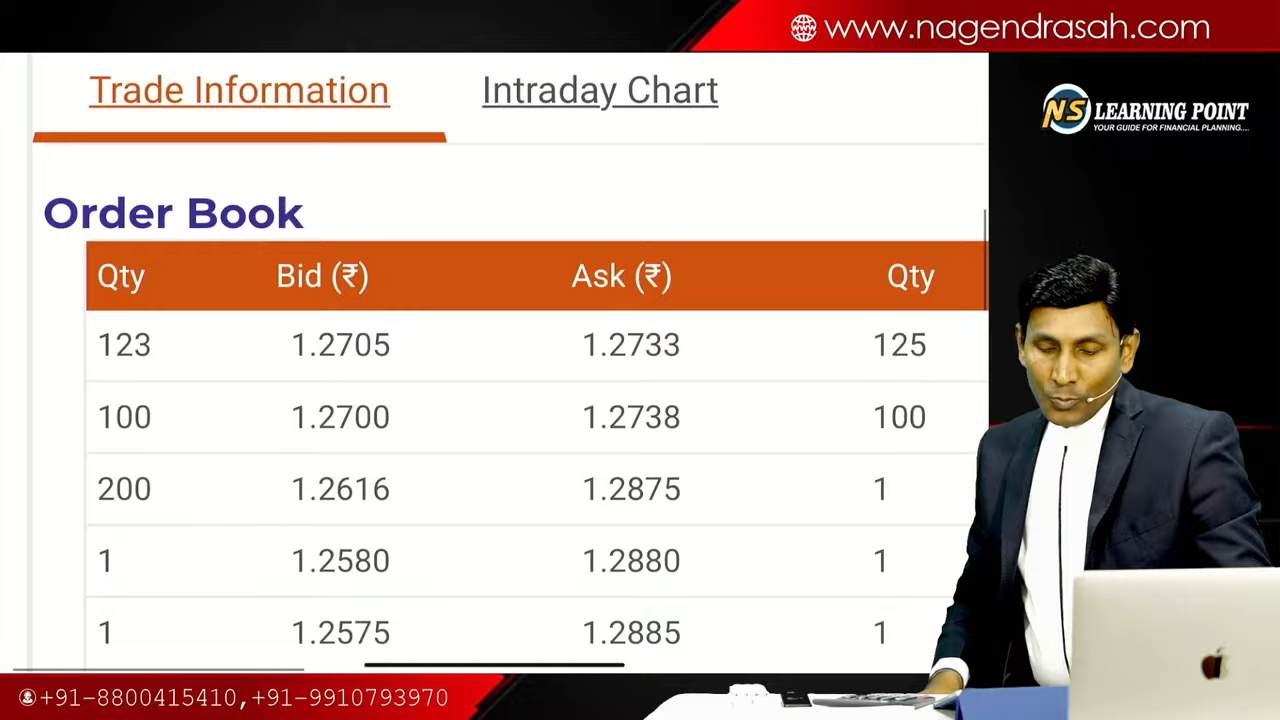 www.nagendrasah.com
Trade Information Intraday Chart
NS LEARNING POINT
YOUR GUIDE FOR FINANCIAL PLANNING....
Order Book
Qty Bid (₹) Ask (₹) Qty
123 1.2705 1.2733 125
100 1.2700 1.2738 100
200 1.2616 1.2875 1
1 1.2580 1.2880 1
1 1.2575 1.2885 1
+91-8800415410,+91-9910793970